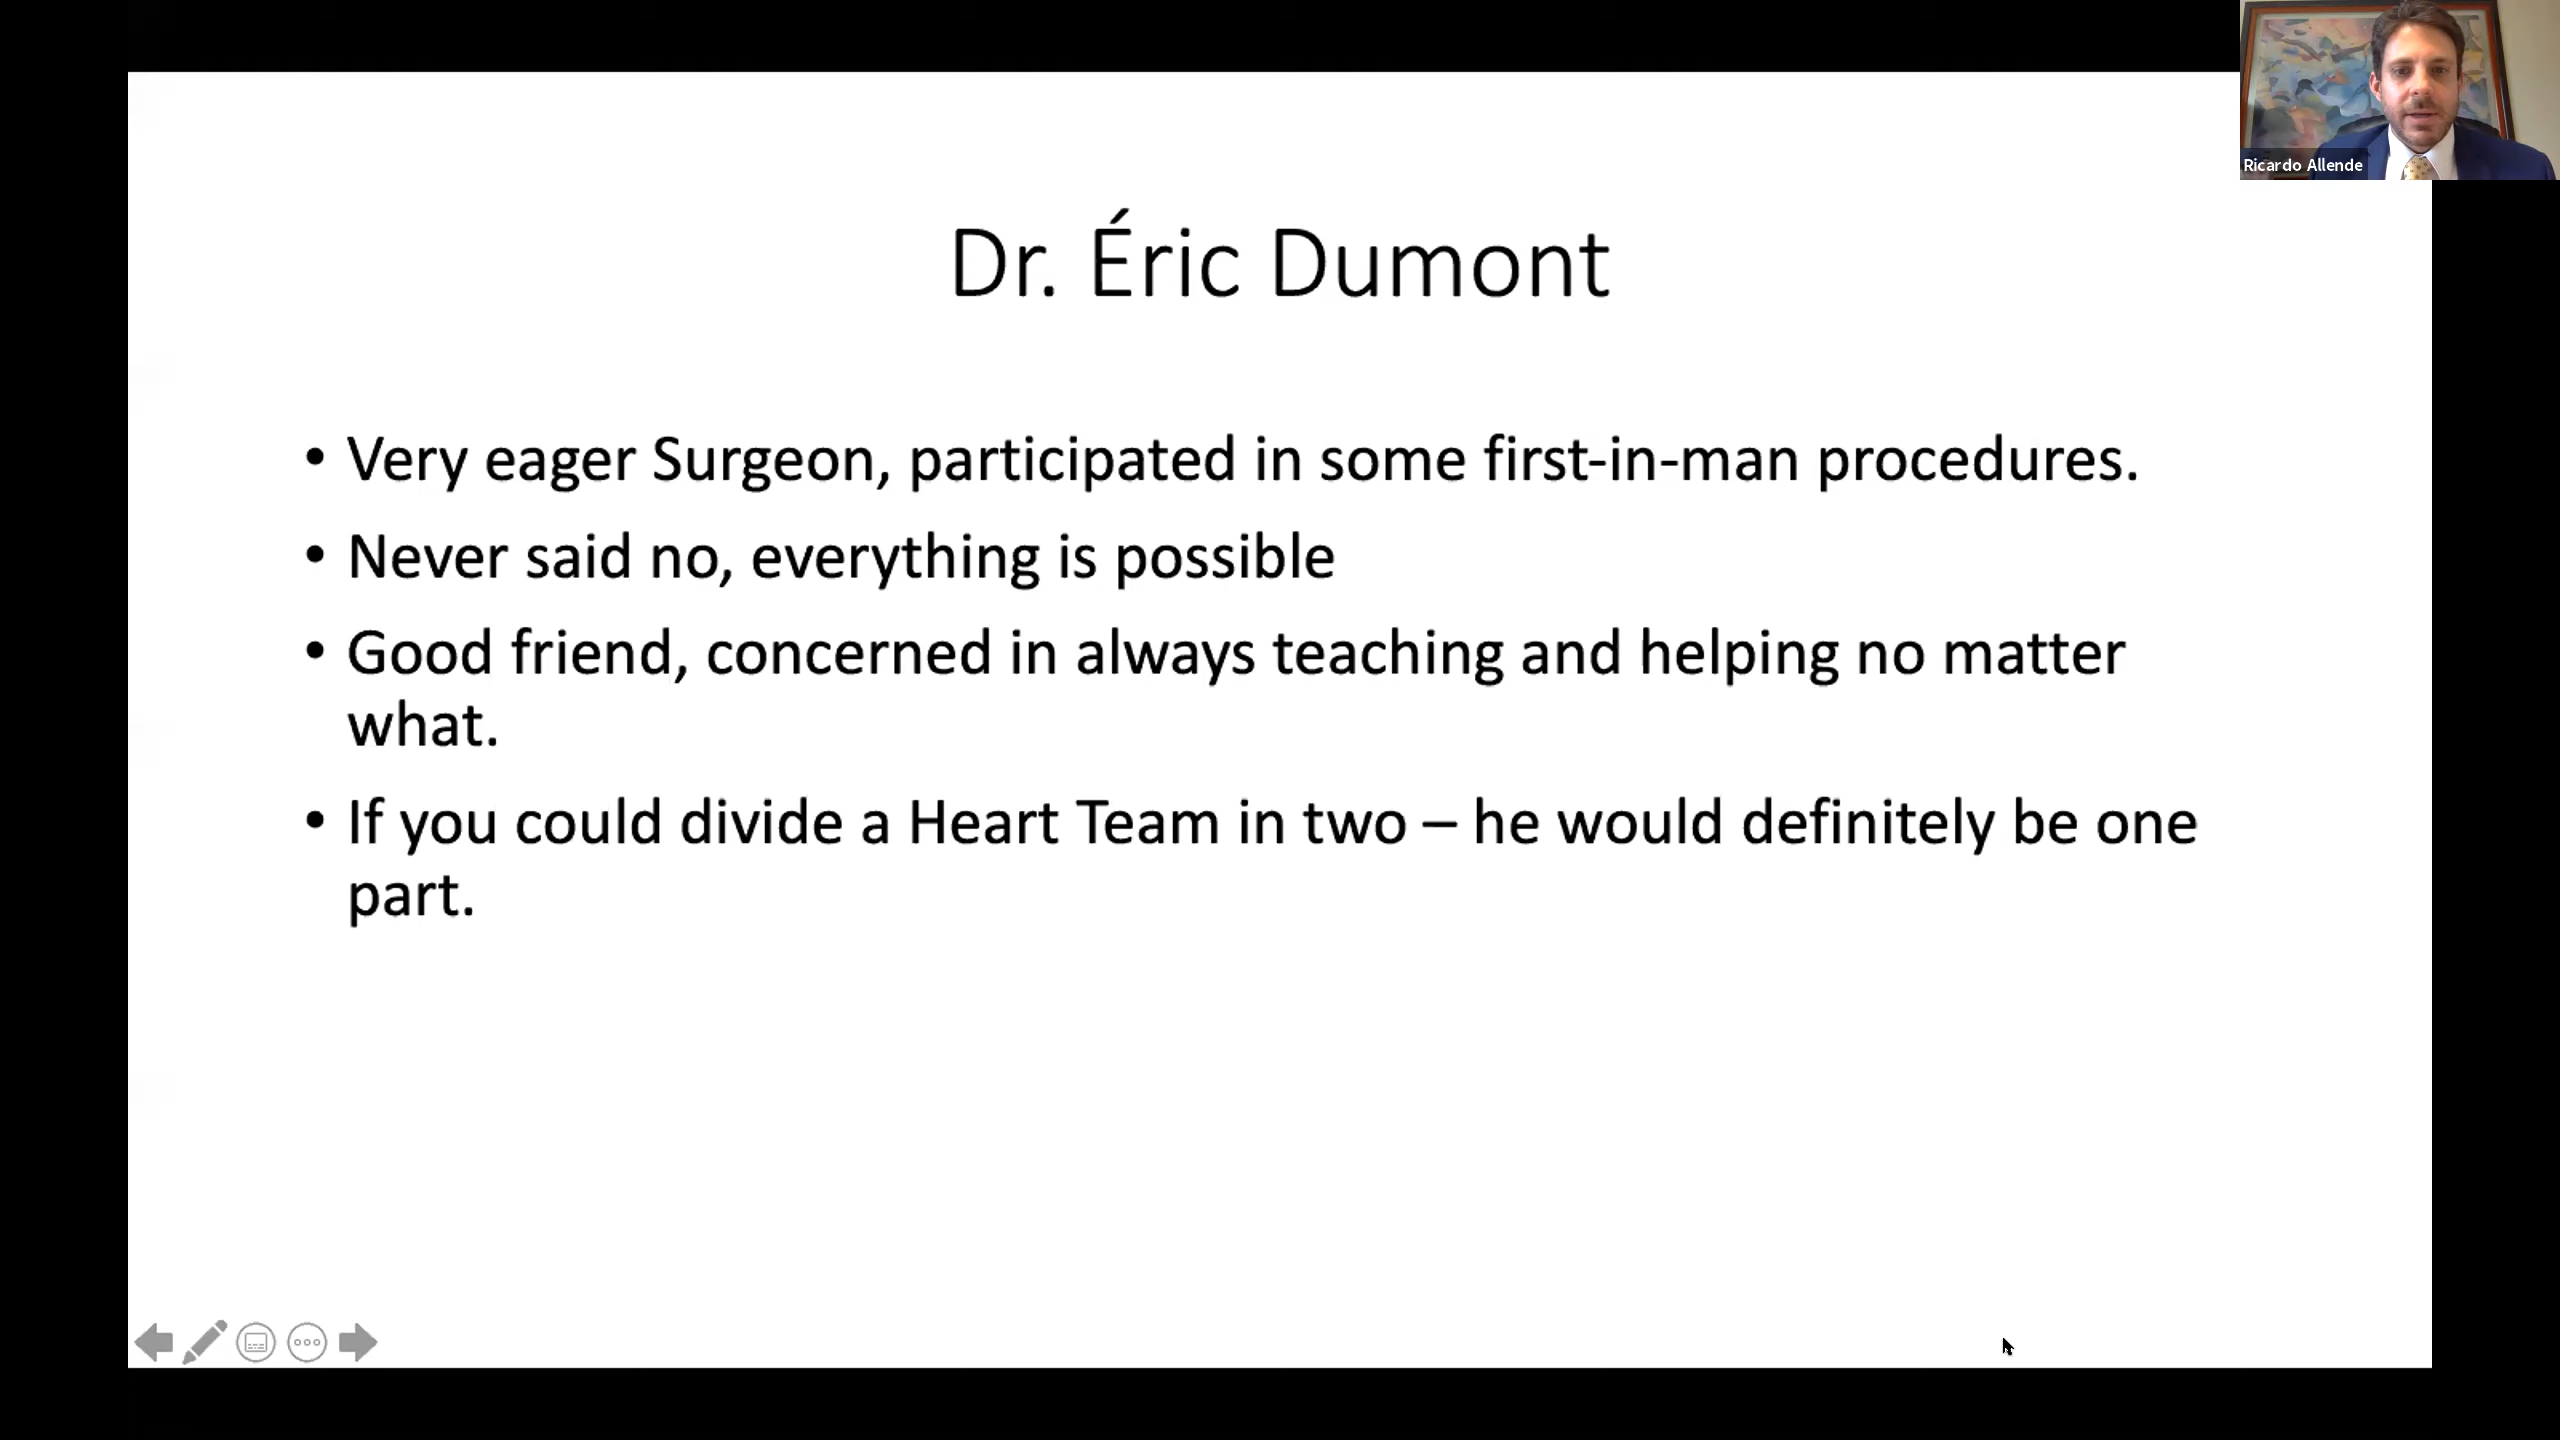 Ricardo Allende
Dr. Éric Dumont
• Very eager Surgeon, participated in some first-in-man procedures.
• Never said no, everything is possible
• Good friend, concerned in always teaching and helping no matter
what.
• If you could divide a Heart Team in two – he would definitely be one
part.